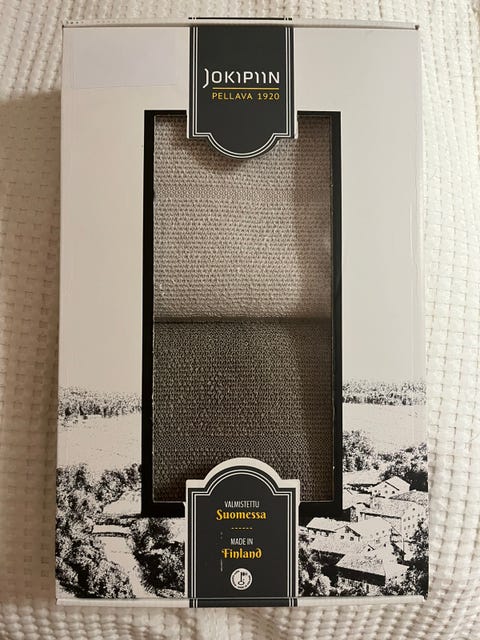 JOKIPIIN
PELLAVA 1920
VALMISTETTU
Suomessa
MADE IN
Finland